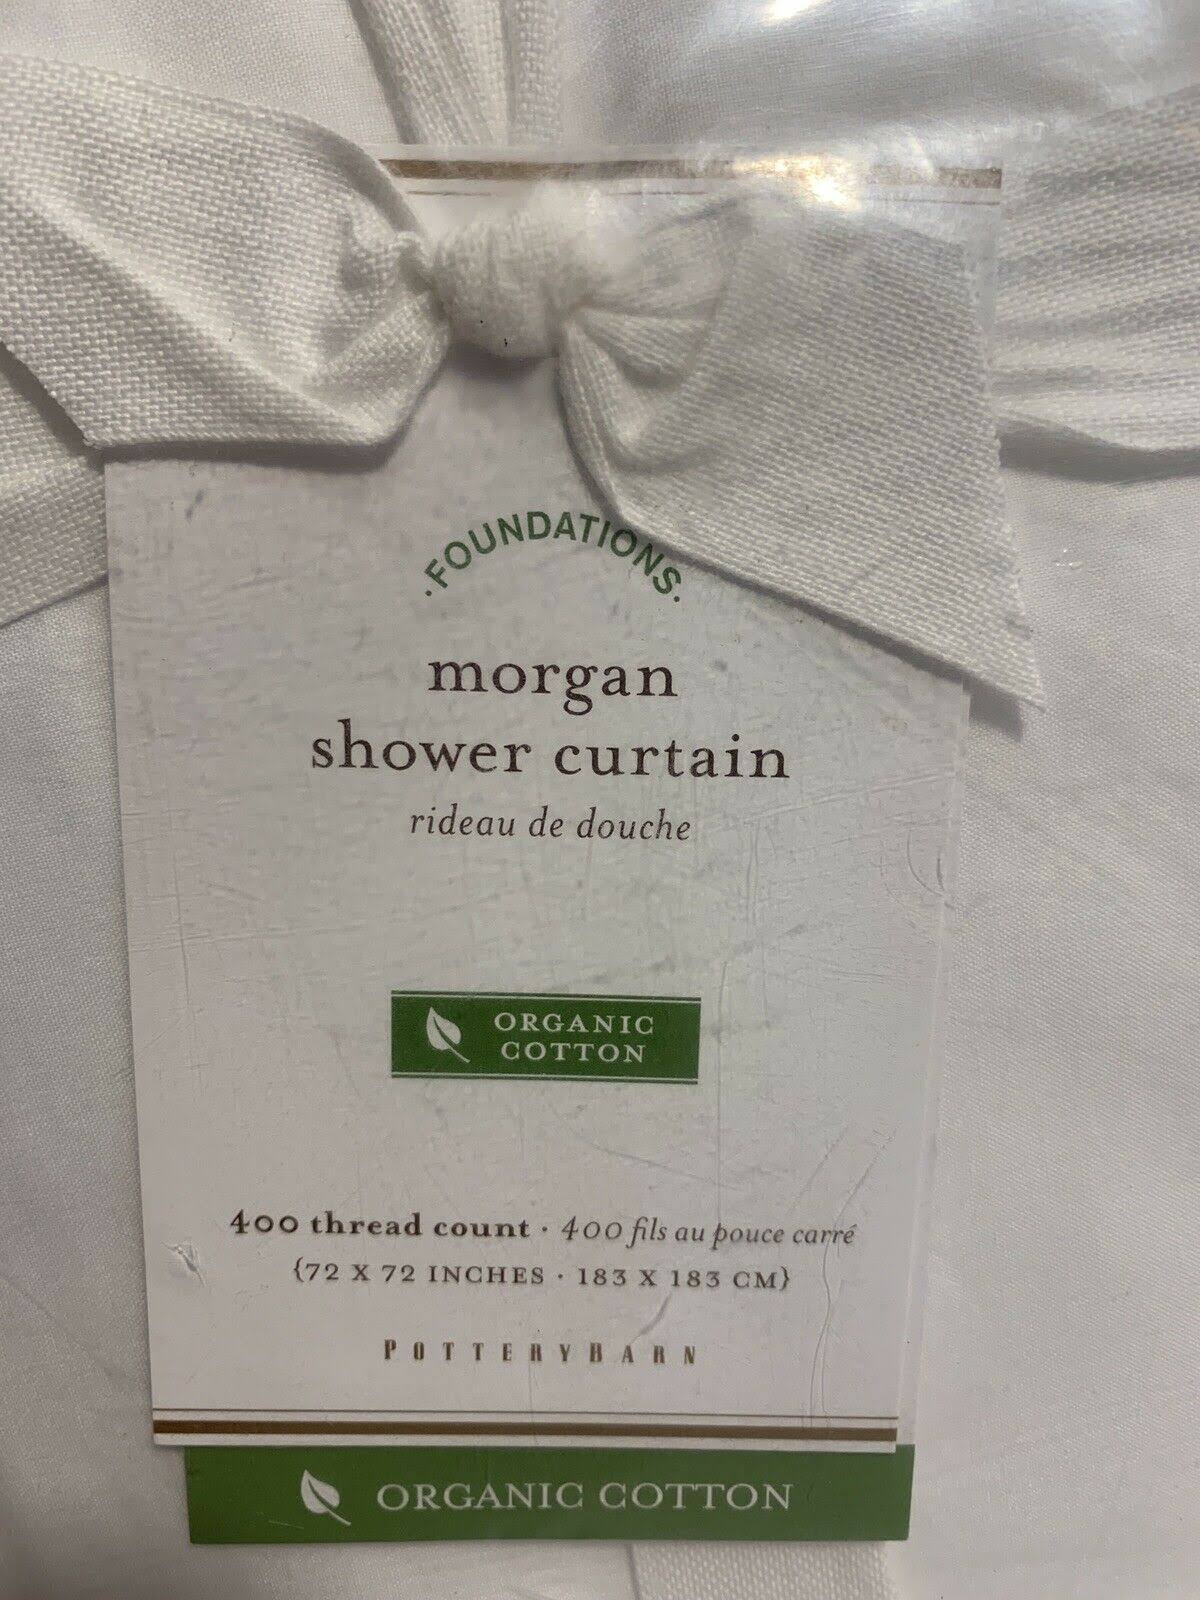 ·FOUNDATIONS·
morgan
shower curtain
rideau de douche
ORGANIC
COTTON
400 thread count · 400 fils au pouce carré
{72 X 72 INCHES · 183 X 183 CM}
POTTERYBARN
ORGANIC COTTON